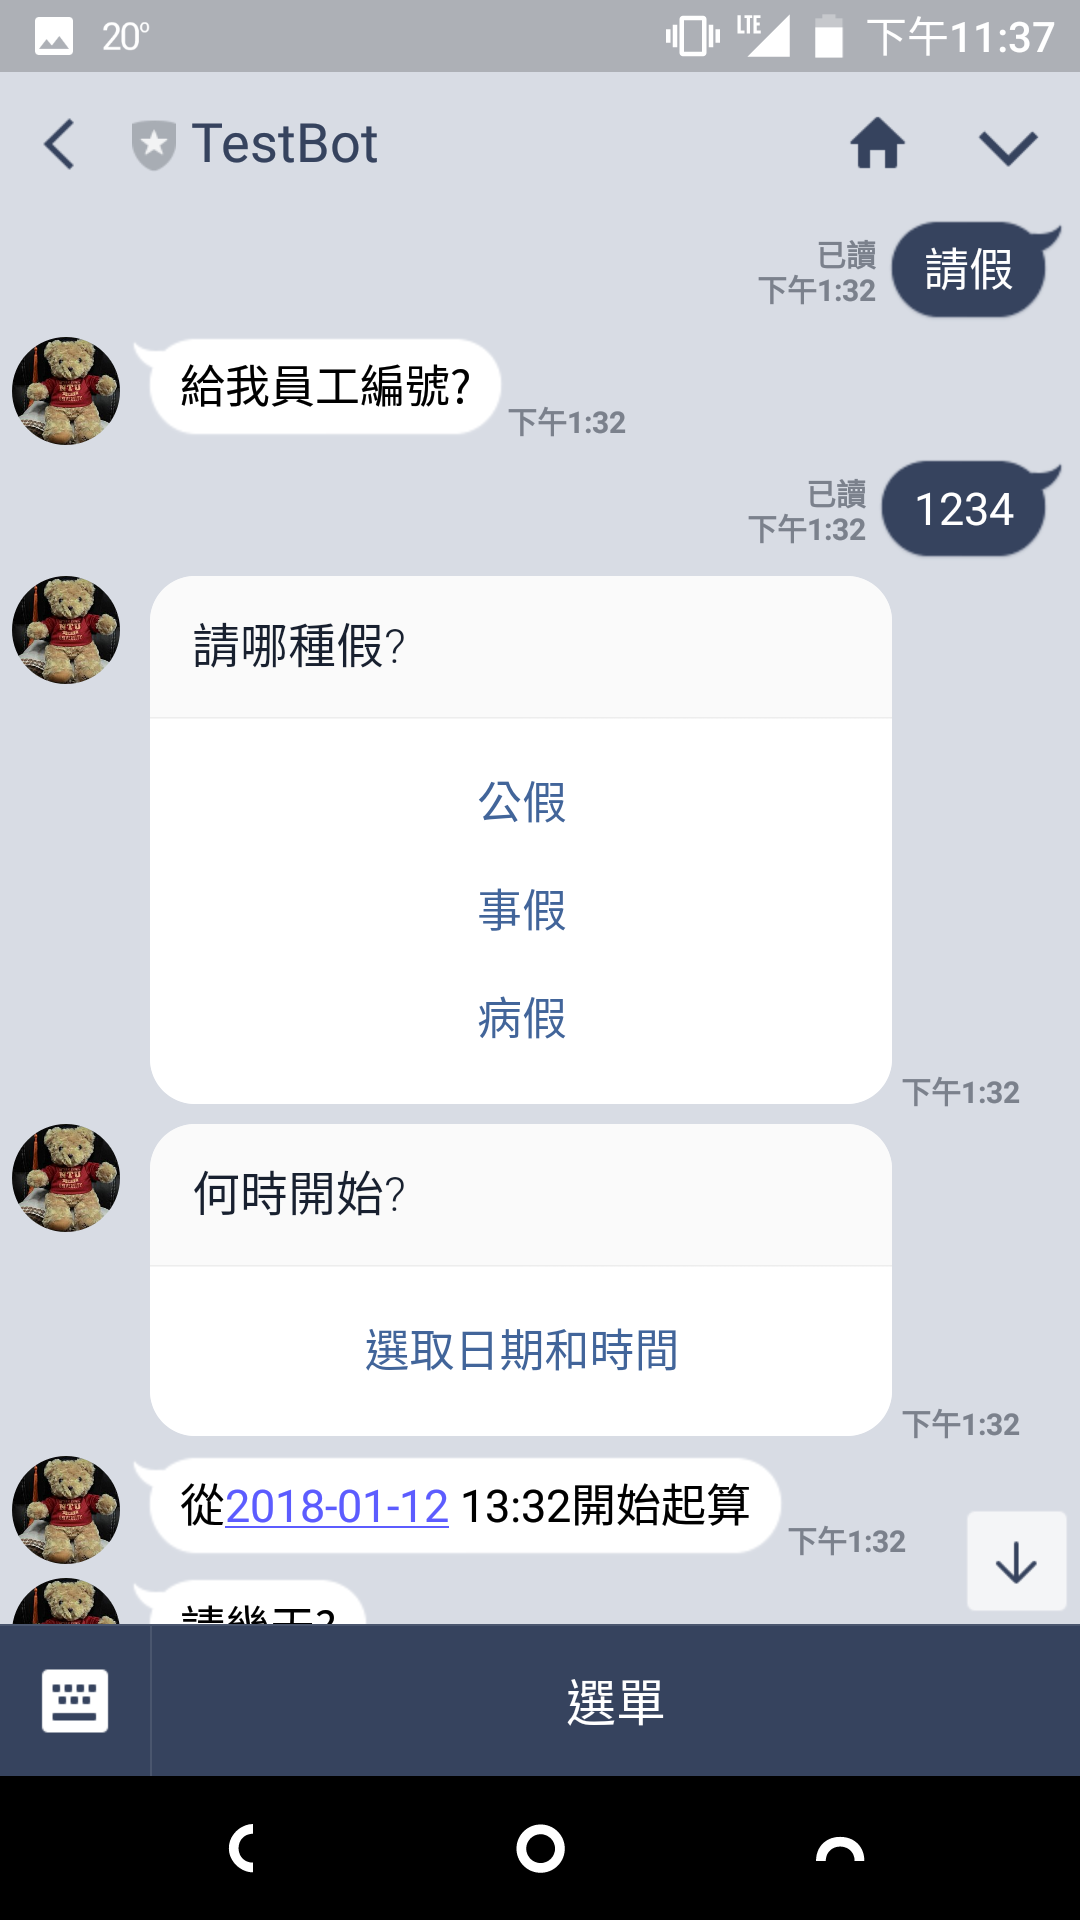 20°
LTE
下午11:37
TestBot
已讀
下午1:32
請假
給我員工編號?
下午1:32
已讀
下午1:32
1234
請哪種假?
公假
事假
病假
下午1:32
何時開始?
選取日期和時間
下午1:32
從2018-01-12 13:32開始起算
下午1:32
請幾天?
選單